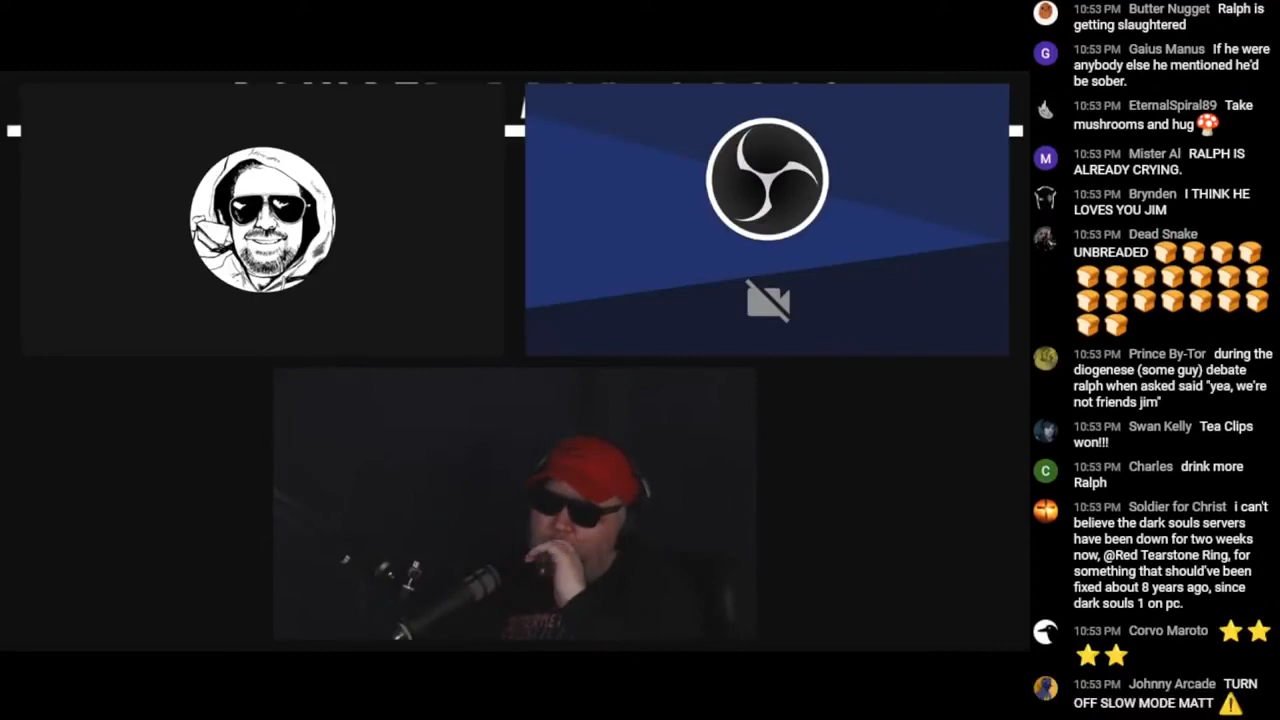 10:53 PM Butter Nugget Ralph is
getting slaughtered
G
10:53 PM Gaius Manus If he were
anybody else he mentioned he'd
be sober.
10:53 PM EternalSpiral89 Take
mushrooms and hug 🍄
M
10:53 PM Mister Al RALPH IS
ALREADY CRYING.
10:53 PM Brynden I THINK HE
LOVES YOU JIM
10:53 PM Dead Snake
UNBREADED 🍞🍞🍞🍞
🍞🍞🍞🍞🍞🍞🍞
🍞🍞🍞🍞🍞🍞🍞
🍞🍞
10:53 PM Prince By-Tor during the
diogenese (some guy) debate
ralph when asked said "yea, we're
not friends jim"
10:53 PM Swan Kelly Tea Clips
won!!!
C
10:53 PM Charles drink more
Ralph
10:53 PM Soldier for Christ i can't
believe the dark souls servers
have been down for two weeks
now, @Red Tearstone Ring, for
something that should've been
fixed about 8 years ago, since
dark souls 1 on pc.
10:53 PM Corvo Maroto ⭐⭐
⭐⭐
10:53 PM Johnny Arcade TURN
OFF SLOW MODE MATT ⚠️